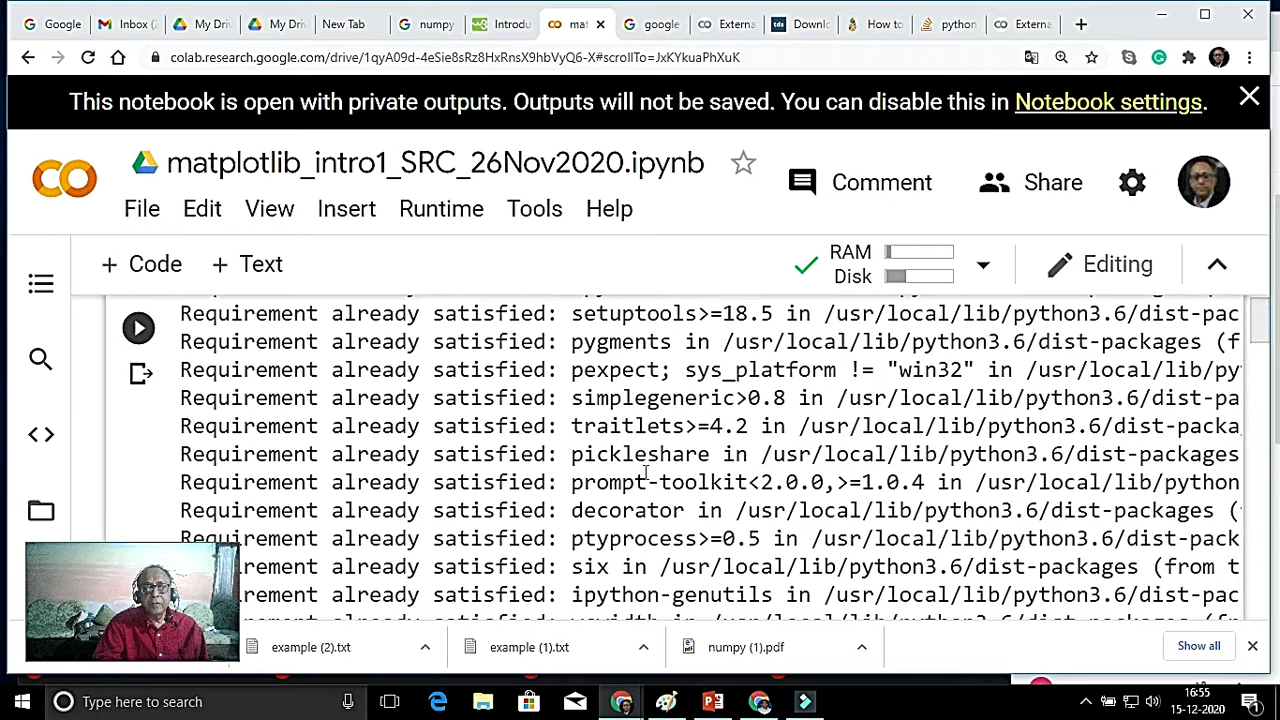 Google
Inbox (
My Driv
My Driv
New Tab
numpy
Introdu
mat
google
Externa
Downl
How to
python
Externa
colab.research.google.com/drive/1qyA09d-4eSie8sRz8HxRnsX9hbVyQ6-X#scrollTo=JxKYkuaPhXuK
This notebook is open with private outputs. Outputs will not be saved. You can disable this in Notebook settings.
matplotlib_intro1_SRC_26Nov2020.ipynb
Comment
Share
File Edit View Insert Runtime Tools Help
+ Code + Text
RAM
Disk
Editing
Requirement already satisfied: setuptools>=18.5 in /usr/local/lib/python3.6/dist-pac
Requirement already satisfied: pygments in /usr/local/lib/python3.6/dist-packages (f
Requirement already satisfied: pexpect; sys_platform != "win32" in /usr/local/lib/py
Requirement already satisfied: simplegeneric>0.8 in /usr/local/lib/python3.6/dist-pa
Requirement already satisfied: traitlets>=4.2 in /usr/local/lib/python3.6/dist-packa
Requirement already satisfied: pickleshare in /usr/local/lib/python3.6/dist-packages
Requirement already satisfied: prompt-toolkit<2.0.0,>=1.0.4 in /usr/local/lib/python
Requirement already satisfied: decorator in /usr/local/lib/python3.6/dist-packages (
Requirement already satisfied: ptyprocess>=0.5 in /usr/local/lib/python3.6/dist-pack
Requirement already satisfied: six in /usr/local/lib/python3.6/dist-packages (from t
irement already satisfied: ipython-genutils in /usr/local/lib/python3.6/dist-pac
example (2).txt
example (1).txt
numpy (1).pdf
Show all
Type here to search
16:55
15-12-2020